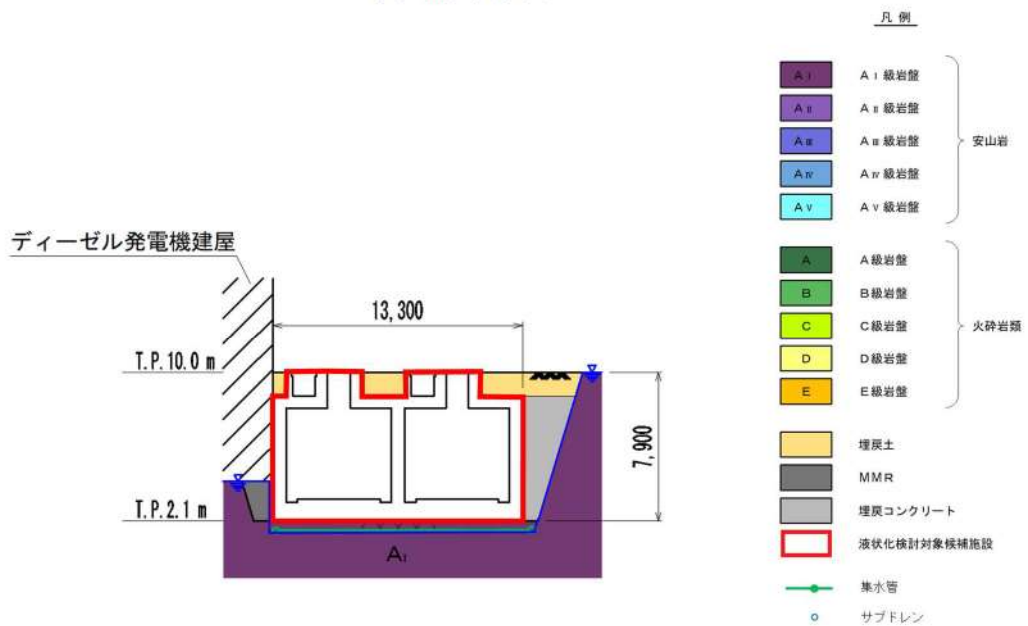 凡 例
AⅠ AⅠ級岩盤
AⅡ AⅡ級岩盤
AⅢ AⅢ級岩盤
AⅣ AⅣ級岩盤
AⅤ AⅤ級岩盤
安山岩
A A級岩盤
B B級岩盤
C C級岩盤
D D級岩盤
E E級岩盤
火砕岩類
埋戻土
MMR
埋戻コンクリート
液状化検討対象候補施設
集水管
サブドレン
ディーゼル発電機建屋
13,300
T.P.10.0 m
7,900
T.P.2.1 m
AⅠ